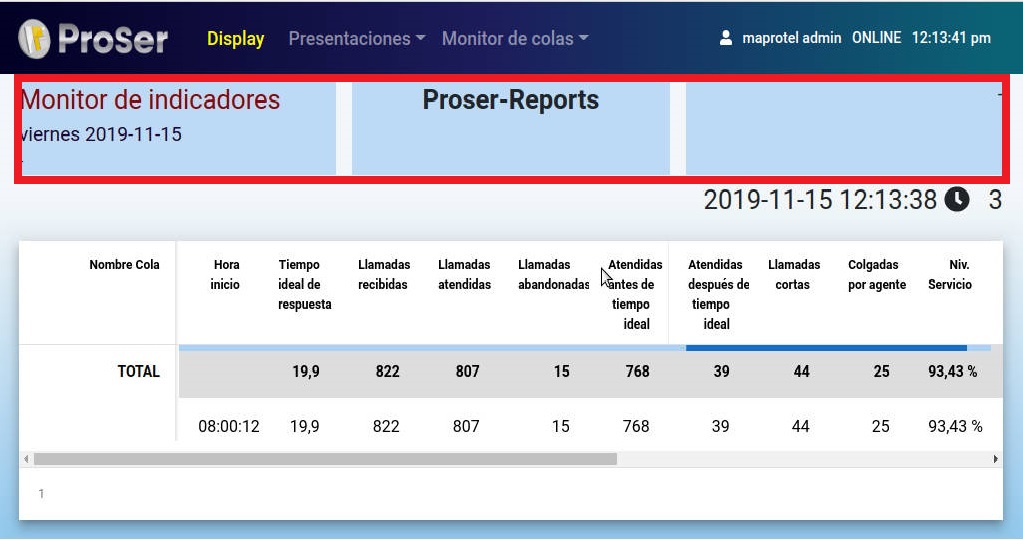 ProSer Display Presentaciones Monitor de colas maprotel admin ONLINE 12:13:41 pm
Monitor de indicadores Proser-Reports
viernes 2019-11-15
2019-11-15 12:13:38 3
Nombre Cola Hora Tiempo Llamadas Llamadas Llamadas Atendidas Atendidas Llamadas Colgadas Niv.
inicio ideal de recibidas atendidas abandonadas antes de después de cortas por agente Servicio
respuesta tiempo tiempo
ideal ideal
TOTAL 19,9 822 807 15 768 39 44 25 93,43 %
08:00:12 19,9 822 807 15 768 39 44 25 93,43 %
1